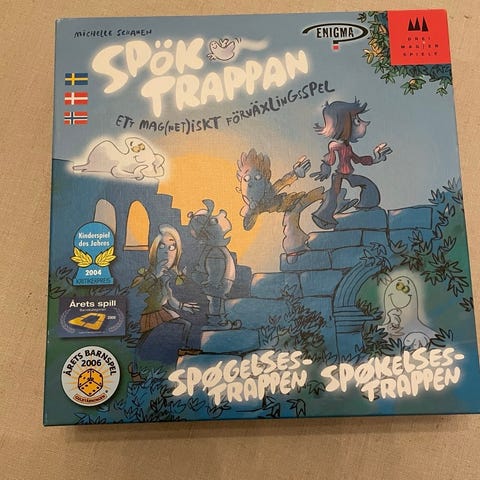 MICHELLE SCHANEN
SPÖK
TRAPPAN
ETT MAG(NET)ISKT FÖRVÄXLINGSSPEL
ENIGMA
DREI
MAGIER
SPIELE
Kinderspiel
des Jahres
2004
KRITIKERPREIS
Årets spill
ÅRETS BARNSPEL
2006
SPØGELSES-
TRAPPEN
SPØKELSES-
TRAPPEN